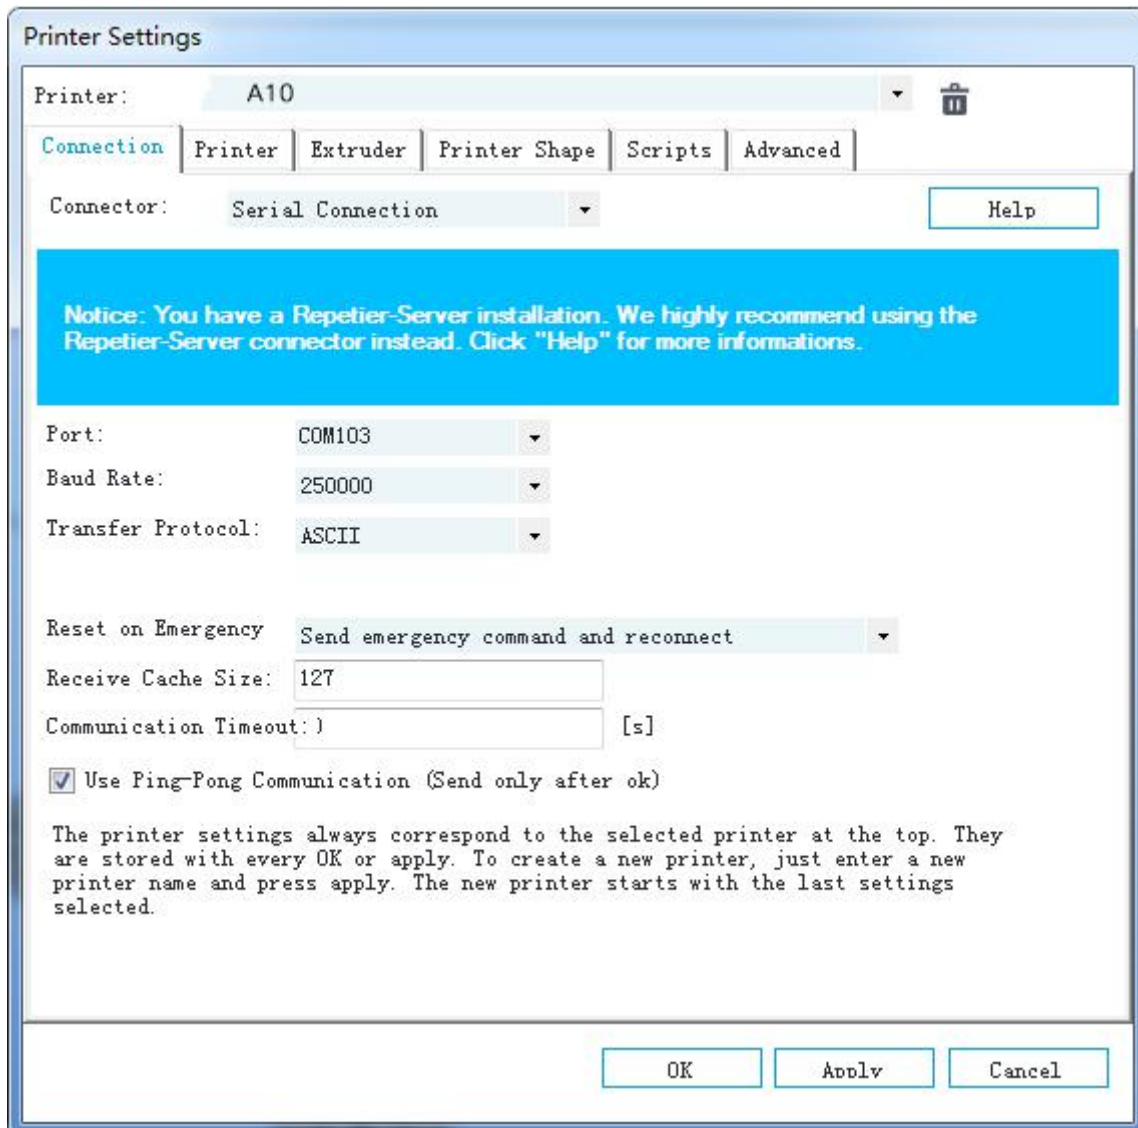 Printer Settings
Printer: A10
Connection Printer Extruder Printer Shape Scripts Advanced
Connector: Serial Connection Help
Notice: You have a Repetier-Server installation. We highly recommend using the
Repetier-Server connector instead. Click "Help" for more informations.
Port: COM103
Baud Rate: 250000
Transfer Protocol: ASCII
Reset on Emergency Send emergency command and reconnect
Receive Cache Size: 127
Communication Timeout: ) [s]
Use Ping-Pong Communication (Send only after ok)
The printer settings always correspond to the selected printer at the top. They
are stored with every OK or apply. To create a new printer, just enter a new
printer name and press apply. The new printer starts with the last settings
selected.
OK Apply Cancel